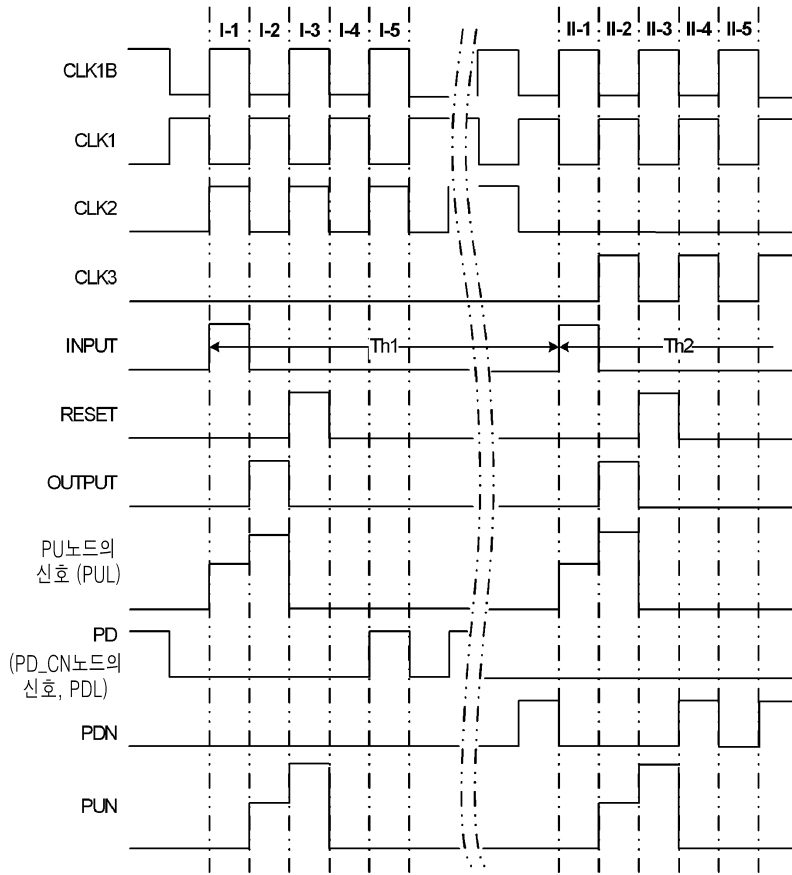 I-1 I-2 I-3 I-4 I-5 II-1 II-2 II-3 II-4 II-5
CLK1B
CLK1
CLK2
CLK3
INPUT
Th1 Th2
RESET
OUTPUT
PU노드의
신호 (PUL)
PD
(PD_CN노드의
신호, PDL)
PDN
PUN